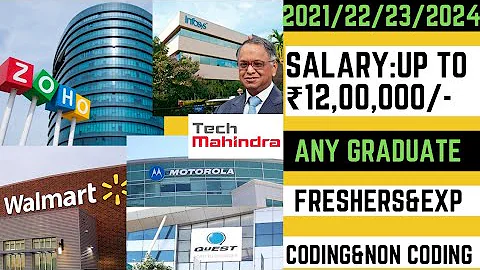 ZOHO
Infosys
Tech
Mahindra
MOTOROLA
Walmart
QUEST
2021/22/23/2024
SALARY:UP TO
₹12,00,000/-
ANY GRADUATE
FRESHERS&EXP
CODING&NON CODING